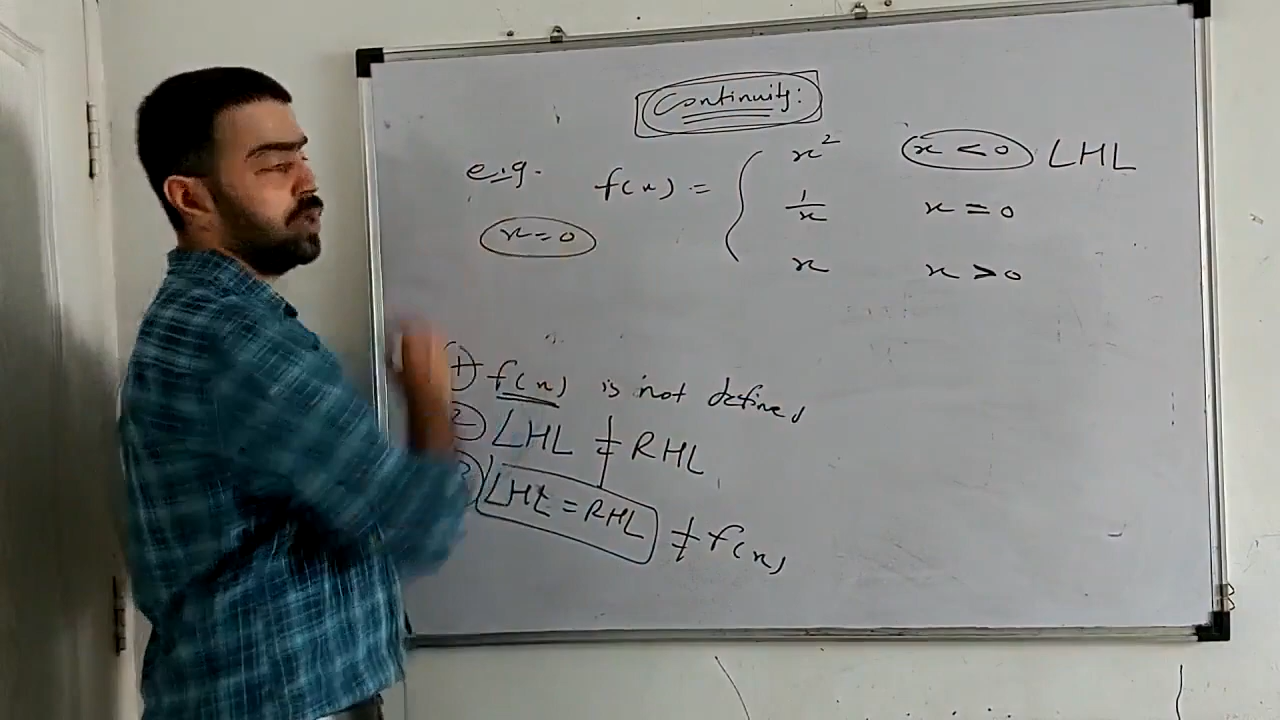 Continuity:
e.g. f(x) = { x² x < 0 LHL
1/x x = 0
x x > 0
x = 0
① f(x) is not defined
② LHL ≠ RHL
③ LHL = RHL ≠ f(x)